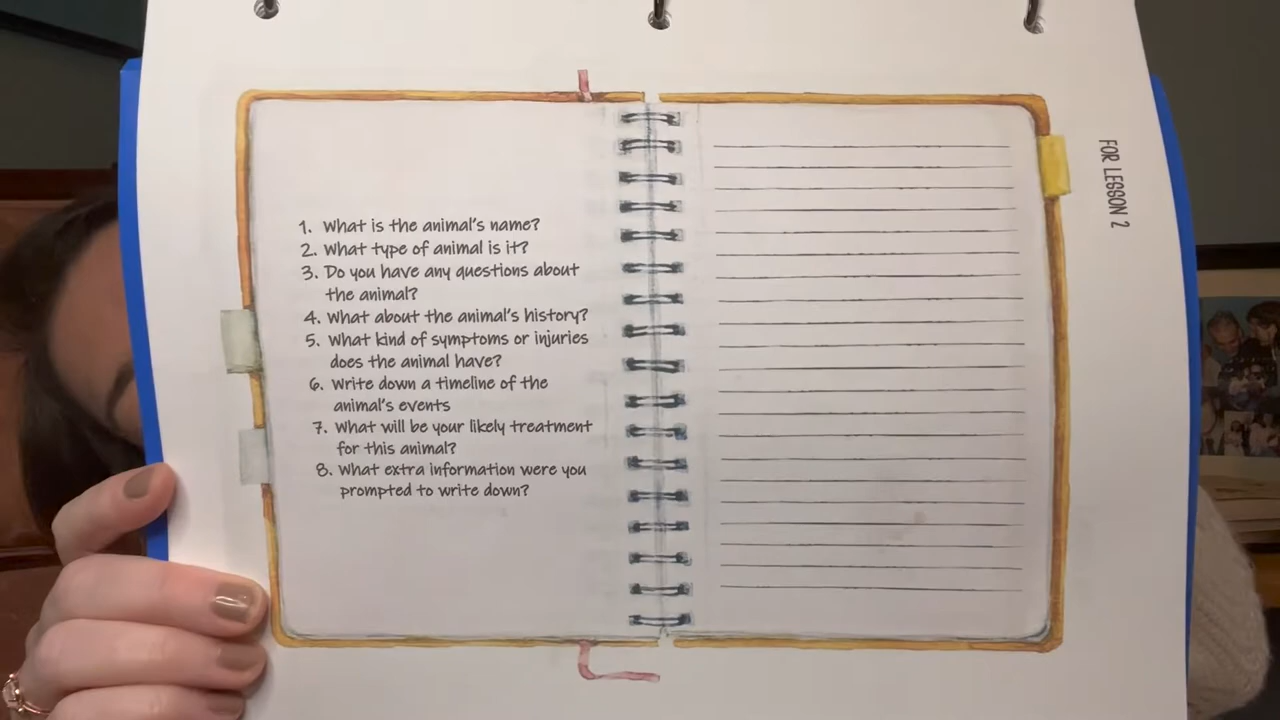 1. What is the animal's name?
2. What type of animal is it?
3. Do you have any questions about
the animal?
4. What about the animal's history?
5. What kind of symptoms or injuries
does the animal have?
6. Write down a timeline of the
animal's events
7. What will be your likely treatment
for this animal?
8. What extra information were you
prompted to write down?
FOR LESSON 2